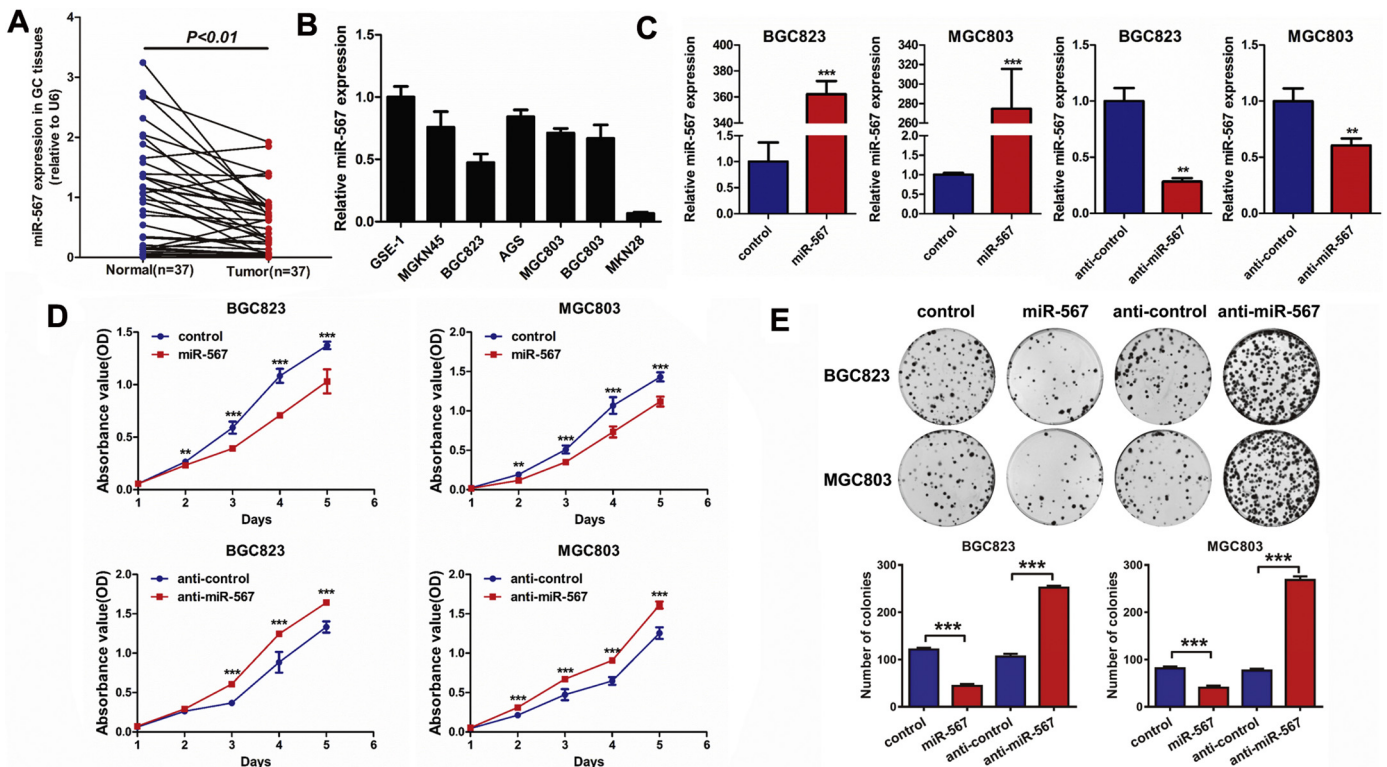 A
miR-567 expression in GC tissues
(relative to U6)
P<0.01
4
3
2
1
0
Normal(n=37)
Tumor(n=37)
B
Relative miR-567 expression
1.5
1.0
0.5
0.0
GSE-1
MGKN45
BGC823
AGS
MGC803
BGC803
MKN28
C
BGC823
Relative miR-567 expression
400
380
360
340
1.5
1.0
0.5
0.0
***
control
miR-567
MGC803
Relative miR-567 expression
340
320
300
280
260
2.0
1.5
1.0
0.5
0.0
***
control
miR-567
BGC823
Relative miR-567 expression
1.5
1.0
0.5
0.0
**
anti-control
anti-miR-567
MGC803
Relative miR-567 expression
1.5
1.0
0.5
0.0
**
anti-control
anti-miR-567
D
BGC823
control
miR-567
Absorbance value(OD)
1.5
1.0
0.5
0.0
** *** *** ***
1 2 3 4 5 6
Days
MGC803
control
miR-567
Absorbance value(OD)
2.0
1.5
1.0
0.5
0.0
** *** *** ***
1 2 3 4 5 6
Days
BGC823
anti-control
anti-miR-567
Absorbance value(OD)
2.0
1.5
1.0
0.5
0.0
*** *** ***
1 2 3 4 5 6
Days
MGC803
anti-control
anti-miR-567
Absorbance value(OD)
2.0
1.5
1.0
0.5
0.0
*** *** *** ***
1 2 3 4 5 6
Days
E
control miR-567 anti-control anti-miR-567
BGC823
MGC803
BGC823
Number of colonies
300
200
100
0
***
***
control
miR-567
anti-control
anti-miR-567
MGC803
Number of colonies
300
200
100
0
***
***
control
miR-567
anti-control
anti-miR-567